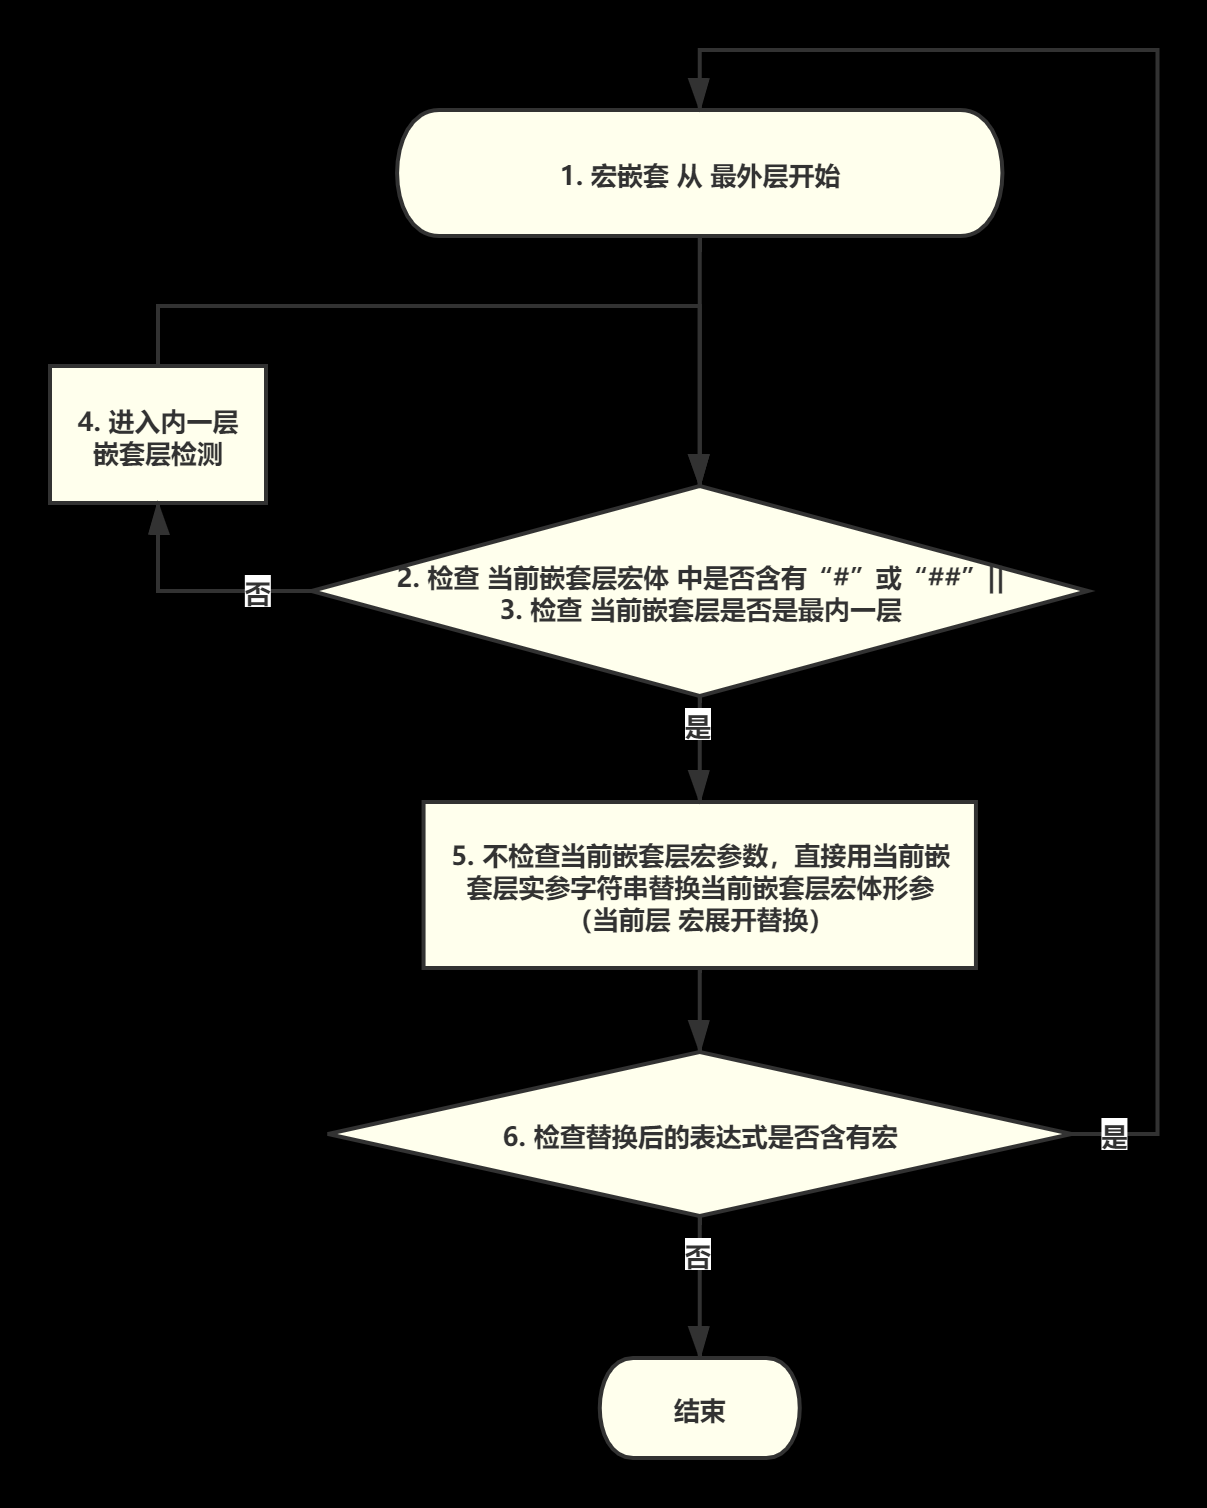 1. 宏嵌套 从 最外层开始
4. 进入内一层
嵌套层检测
2. 检查 当前嵌套层宏体 中是否含有“#”或“##”||
3. 检查 当前嵌套层是否是最内一层
否
是
5. 不检查当前嵌套层宏参数，直接用当前嵌
套层实参字符串替换当前嵌套层宏体形参
（当前层 宏展开替换）
6. 检查替换后的表达式是否含有宏
是
否
结束